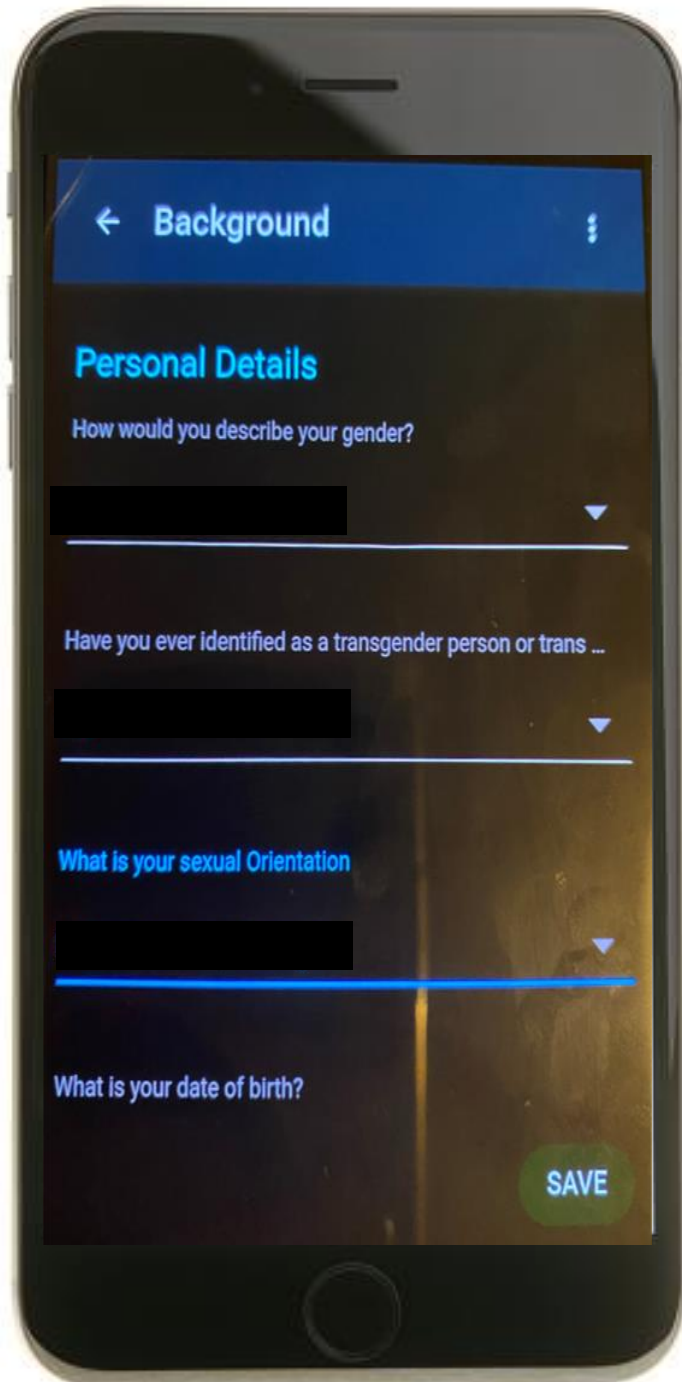 Background
Personal Details
How would you describe your gender?
Have you ever identified as a transgender person or trans ...
What is your sexual Orientation
What is your date of birth?
SAVE